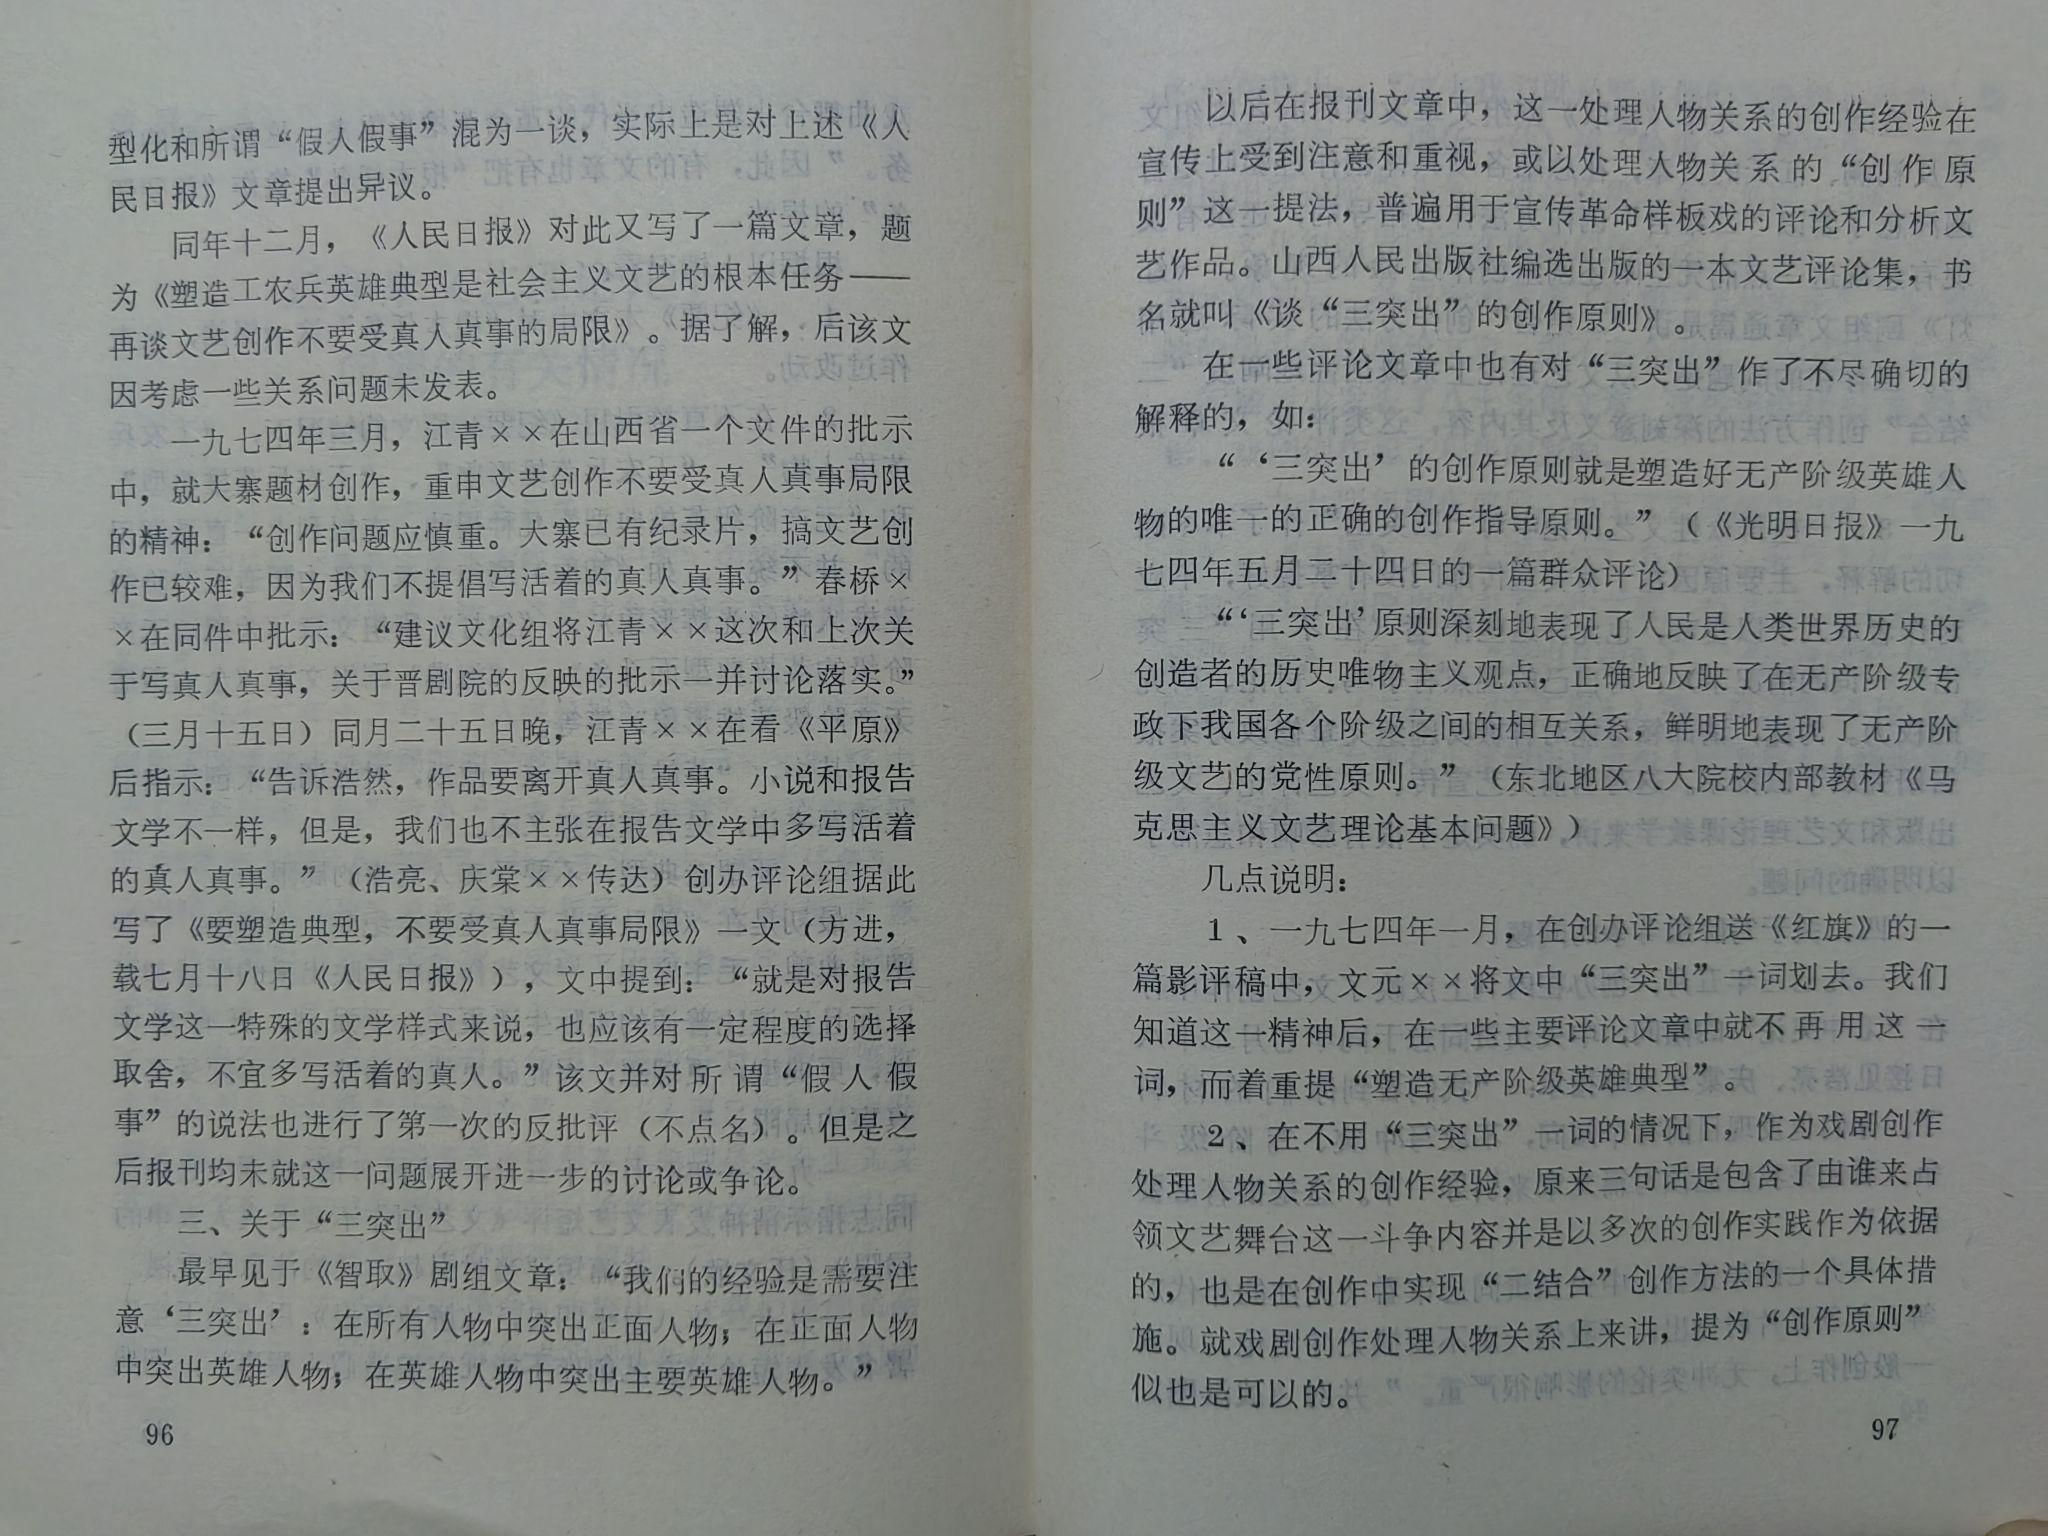 型化和所谓“假人假事”混为一谈，实际上是对上述《人
民日报》文章提出异议。
同年十二月，《人民日报》对此又写了一篇文章，题
为《塑造工农兵英雄典型是社会主义文艺的根本任务——
再谈文艺创作不要受真人真事的局限》。据了解，后该文
因考虑一些关系问题未发表。
一九七四年三月，江青××在山西省一个文件的批示
中，就大寨题材创作，重申文艺创作不要受真人真事局限
的精神：“创作问题应慎重。大寨已有纪录片，搞文艺创
作已较难，因为我们不提倡写活着的真人真事。”春桥×
×在同件中批示：“建议文化组将江青××这次和上次关
于写真人真事，关于晋剧院的反映的批示一并讨论落实。”
（三月十五日）同月二十五日晚，江青××在看《平原》
后指示：“告诉浩然，作品要离开真人真事。小说和报告
文学不一样，但是，我们也不主张在报告文学中多写活着
的真人真事。”（浩亮、庆棠××传达）创办评论组据此
写了《要塑造典型，不要受真人真事局限》一文（方进，
载七月十八日《人民日报》），文中提到：“就是对报告
文学这一特殊的文学样式来说，也应该有一定程度的选择
取舍，不宜多写活着的真人。”该文并对所谓“假人假
事”的说法也进行了第一次的反批评（不点名）。但是之
后报刊均未就这一问题展开进一步的讨论或争论。
三、关于“三突出”
最早见于《智取》剧组文章：“我们的经验是需要注
意‘三突出’：在所有人物中突出正面人物；在正面人物
中突出英雄人物；在英雄人物中突出主要英雄人物。”
96
以后在报刊文章中，这一处理人物关系的创作经验在
宣传上受到注意和重视，或以处理人物关系的“创作原
则”这一提法，普遍用于宣传革命样板戏的评论和分析文
艺作品。山西人民出版社编选出版的一本文艺评论集，书
名就叫《谈“三突出”的创作原则》。
在一些评论文章中也有对“三突出”作了不尽确切的
解释的，如：
“‘三突出’的创作原则就是塑造好无产阶级英雄人
物的唯一的正确的创作指导原则。”（《光明日报》一九
七四年五月二十四日的一篇群众评论）
“‘三突出’原则深刻地表现了人民是人类世界历史的
创造者的历史唯物主义观点，正确地反映了在无产阶级专
政下我国各个阶级之间的相互关系，鲜明地表现了无产阶
级文艺的党性原则。”（东北地区八大院校内部教材《马
克思主义文艺理论基本问题》）
几点说明：
1、一九七四年一月，在创办评论组送《红旗》的一
篇影评稿中，文元××将文中“三突出”一词划去。我们
知道这一精神后，在一些主要评论文章中就不再用这一
词，而着重提“塑造无产阶级英雄典型”。
2、在不用“三突出”一词的情况下，作为戏剧创作
处理人物关系的创作经验，原来三句话是包含了由谁来占
领文艺舞台这一斗争内容并是以多次的创作实践作为依据
的，也是在创作中实现“二结合”创作方法的一个具体措
施。就戏剧创作处理人物关系上来讲，提为“创作原则”
似也是可以的。
97